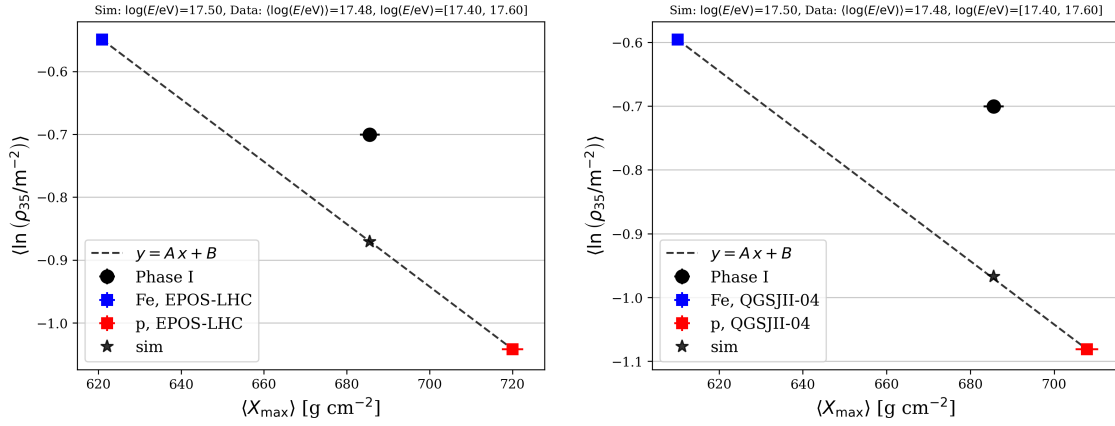 Sim: log(E/eV)=17.50, Data: ⟨log(E/eV)⟩=17.48, log(E/eV)=[17.40, 17.60]
−0.6
−0.7
−0.8
−0.9
−1.0
⟨ln (ρ₃₅/m⁻²)⟩
y = A x + B
Phase I
Fe, EPOS-LHC
p, EPOS-LHC
sim
620 640 660 680 700 720
⟨Xmax⟩ [g cm⁻²]
Sim: log(E/eV)=17.50, Data: ⟨log(E/eV)⟩=17.48, log(E/eV)=[17.40, 17.60]
−0.6
−0.7
−0.8
−0.9
−1.0
−1.1
⟨ln (ρ₃₅/m⁻²)⟩
y = A x + B
Phase I
Fe, QGSJII-04
p, QGSJII-04
sim
620 640 660 680 700
⟨Xmax⟩ [g cm⁻²]